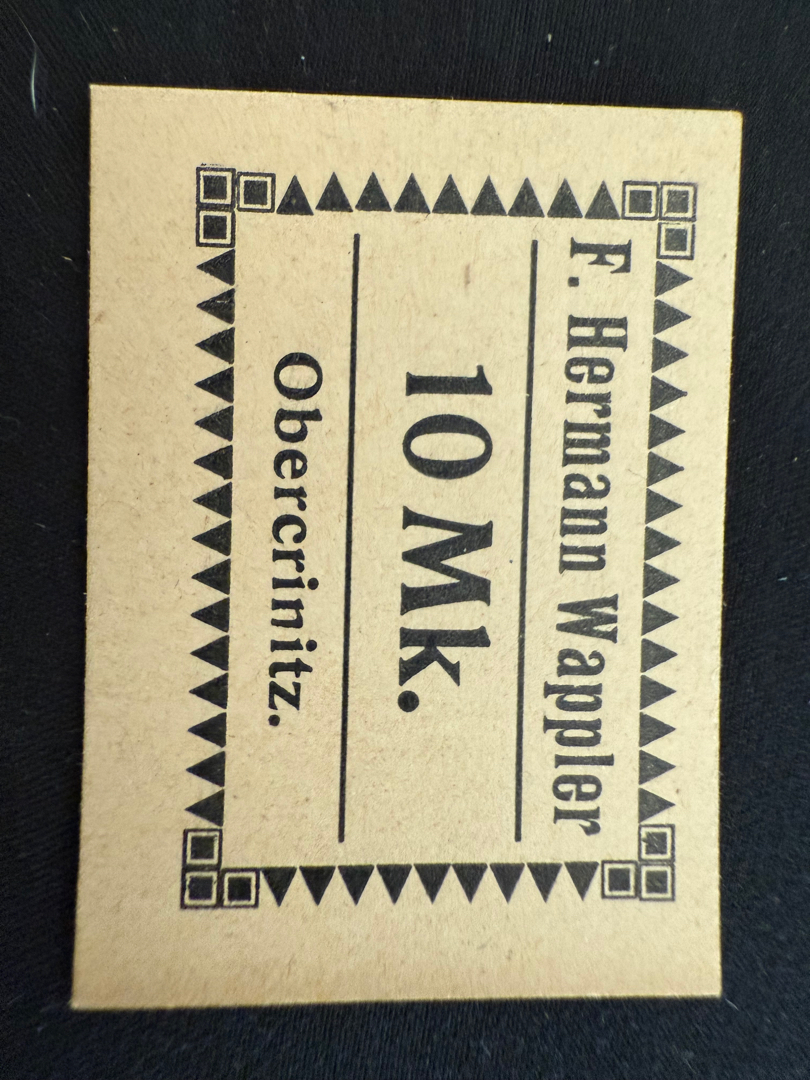 F. Hermann Wappler
10 Mk.
Obercrinitz.